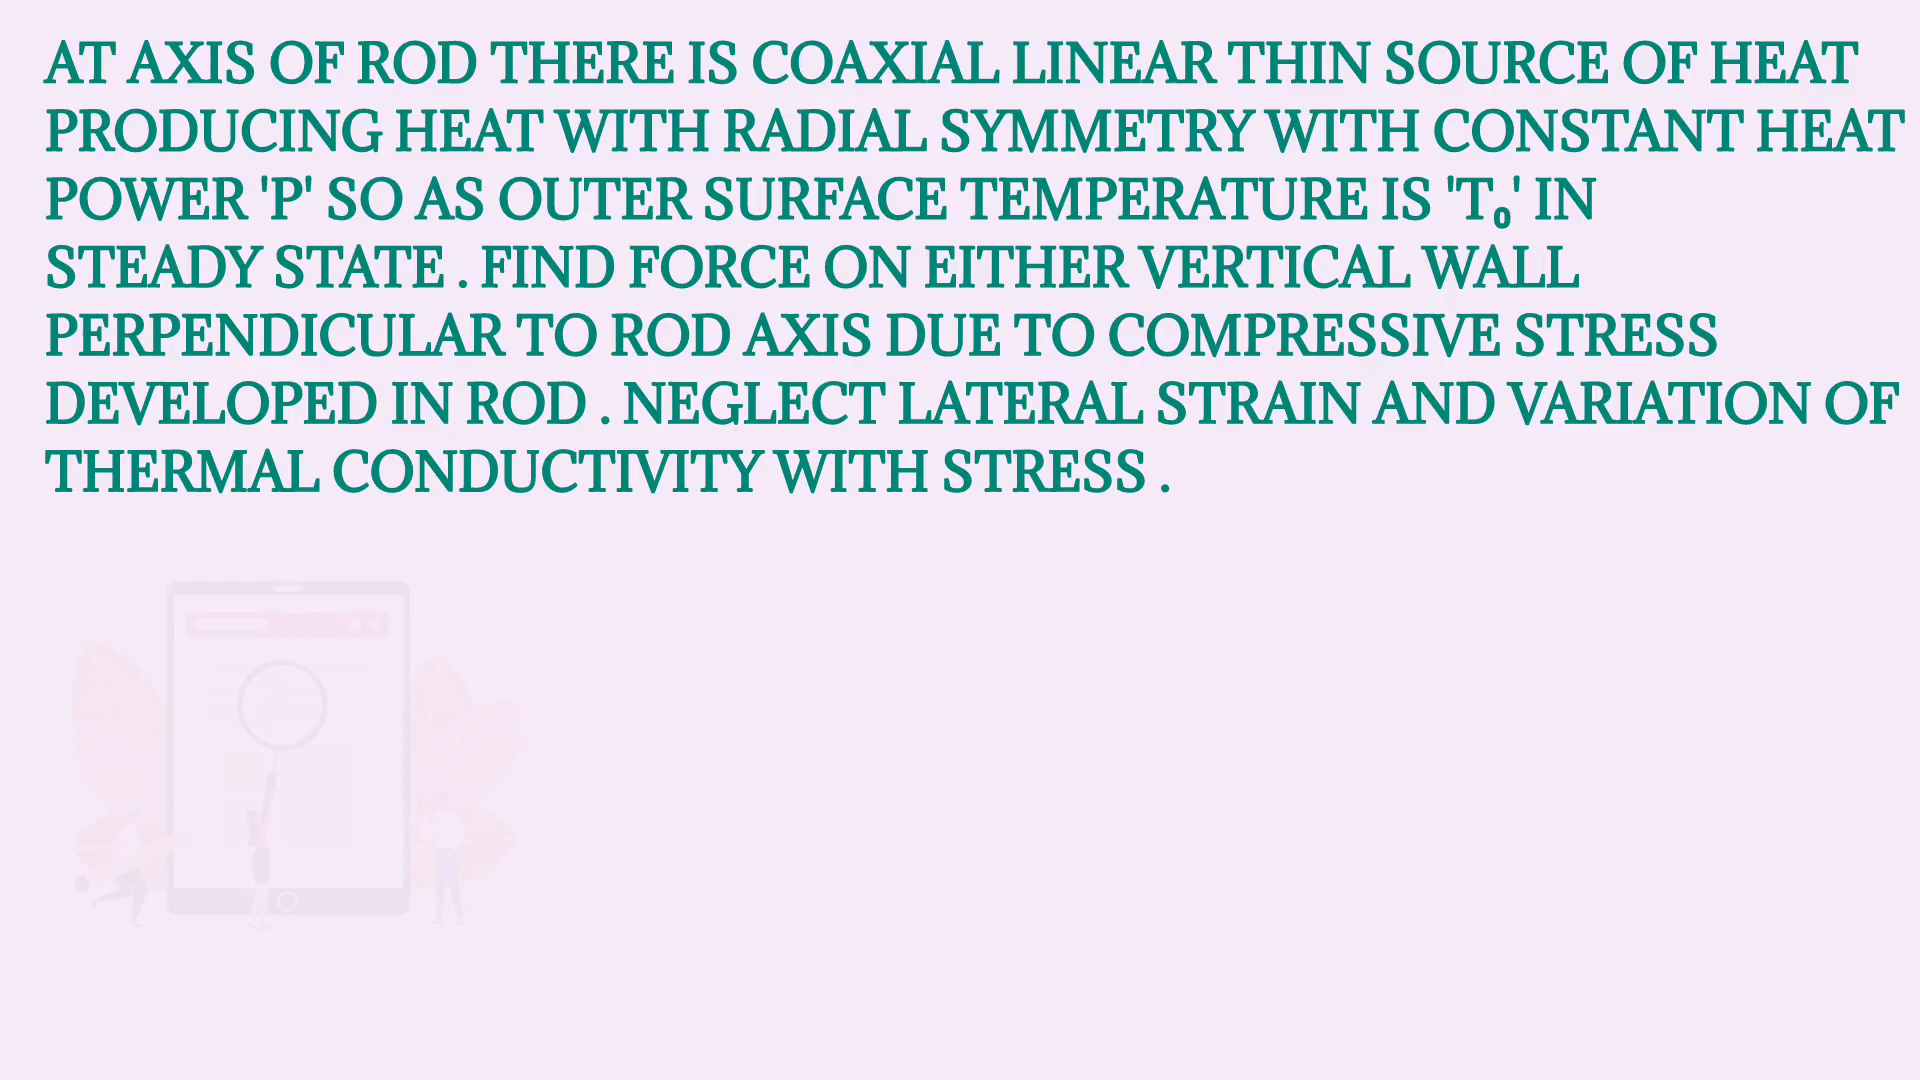 AT AXIS OF ROD THERE IS COAXIAL LINEAR THIN SOURCE OF HEAT
PRODUCING HEAT WITH RADIAL SYMMETRY WITH CONSTANT HEAT
POWER 'P' SO AS OUTER SURFACE TEMPERATURE IS 'T₀' IN
STEADY STATE . FIND FORCE ON EITHER VERTICAL WALL
PERPENDICULAR TO ROD AXIS DUE TO COMPRESSIVE STRESS
DEVELOPED IN ROD . NEGLECT LATERAL STRAIN AND VARIATION OF
THERMAL CONDUCTIVITY WITH STRESS .